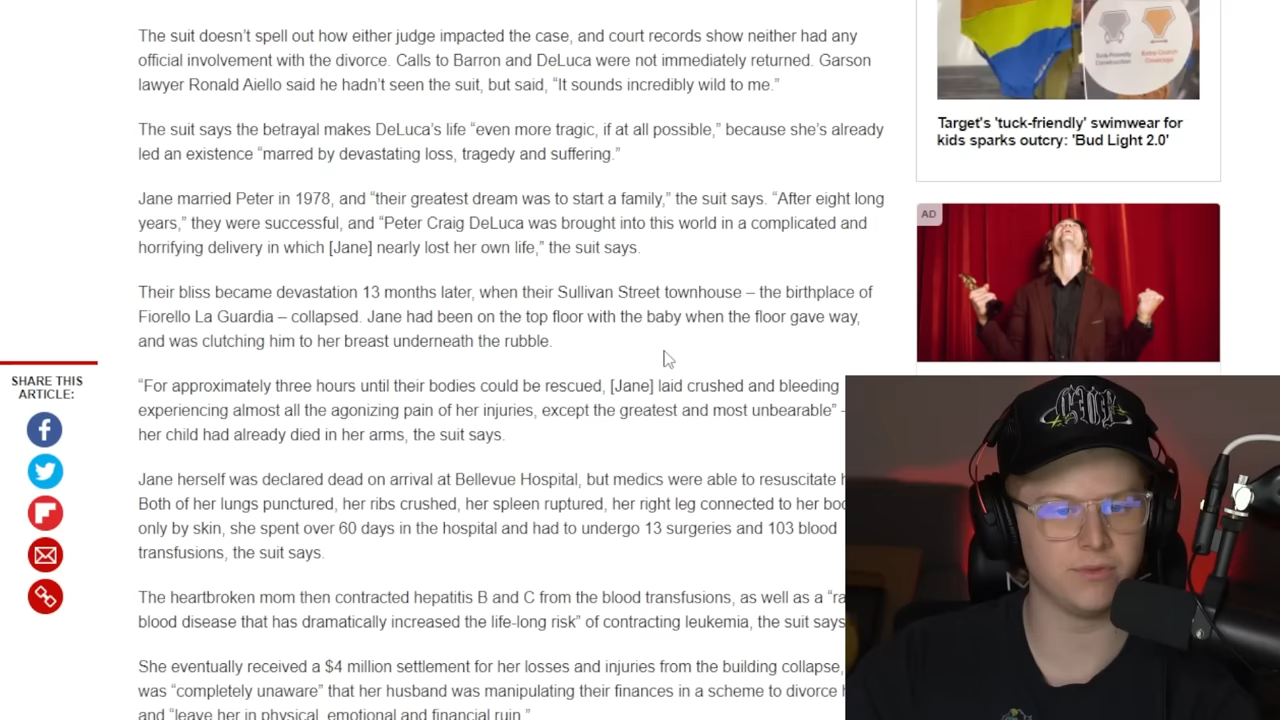 The suit doesn’t spell out how either judge impacted the case, and court records show neither had any
official involvement with the divorce. Calls to Barron and DeLuca were not immediately returned. Garson
lawyer Ronald Aiello said he hadn’t seen the suit, but said, “It sounds incredibly wild to me.”
The suit says the betrayal makes DeLuca’s life “even more tragic, if at all possible,” because she’s already
led an existence “marred by devastating loss, tragedy and suffering.”
Jane married Peter in 1978, and “their greatest dream was to start a family,” the suit says. “After eight long
years,” they were successful, and “Peter Craig DeLuca was brought into this world in a complicated and
horrifying delivery in which [Jane] nearly lost her own life,” the suit says.
Their bliss became devastation 13 months later, when their Sullivan Street townhouse – the birthplace of
Fiorello La Guardia – collapsed. Jane had been on the top floor with the baby when the floor gave way,
and was clutching him to her breast underneath the rubble.
“For approximately three hours until their bodies could be rescued, [Jane] laid crushed and bleeding
experiencing almost all the agonizing pain of her injuries, except the greatest and most unbearable” –
her child had already died in her arms, the suit says.
Jane herself was declared dead on arrival at Bellevue Hospital, but medics were able to resuscitate
Both of her lungs punctured, her ribs crushed, her spleen ruptured, her right leg connected to her
only by skin, she spent over 60 days in the hospital and had to undergo 13 surgeries and 103 blood
transfusions, the suit says.
The heartbroken mom then contracted hepatitis B and C from the blood transfusions, as well as a
blood disease that has dramatically increased the life-long risk” of contracting leukemia, the suit says
She eventually received a $4 million settlement for her losses and injuries from the building collapse,
was “completely unaware” that her husband was manipulating their finances in a scheme to divorce
and “leave her in physical, emotional and financial ruin.”
SHARE THIS
ARTICLE:
Tuck-Friendly
Construction
Extra Crotch
Coverage
Target's 'tuck-friendly' swimwear for
kids sparks outcry: 'Bud Light 2.0'
AD